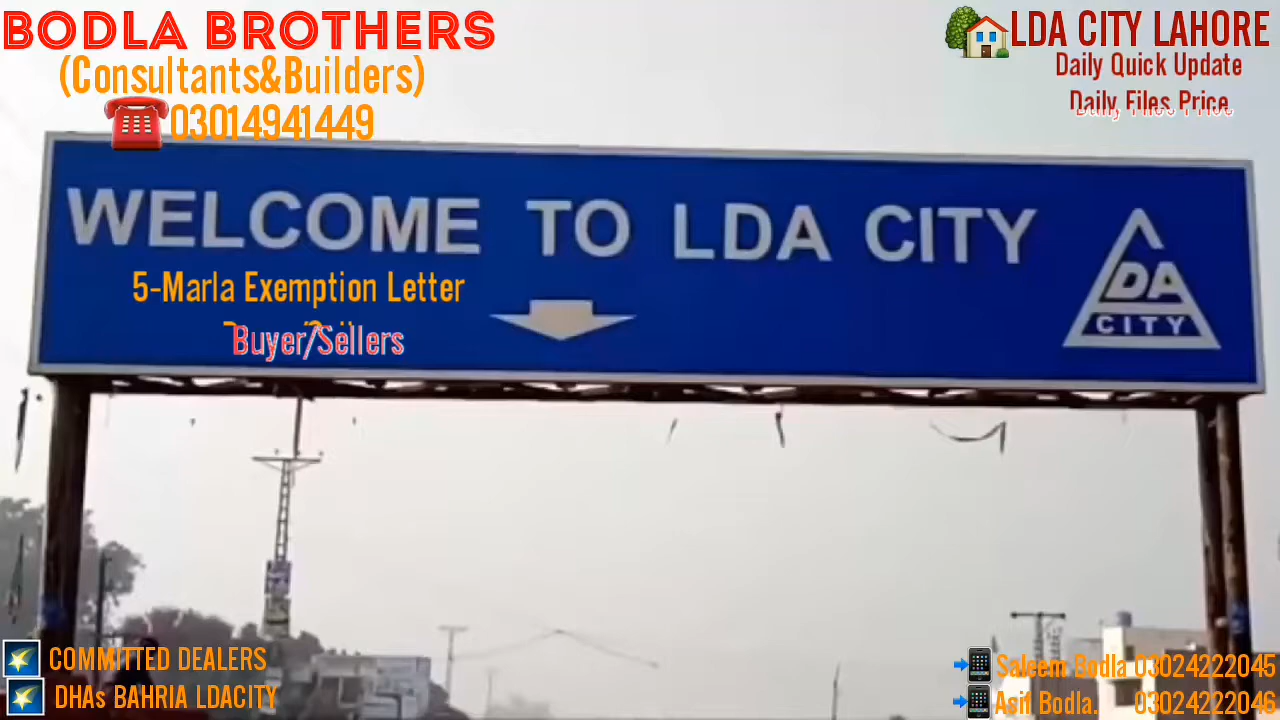 BODLA BROTHERS
(Consultants&Builders)
03014941449
LDA CITY LAHORE
Daily Quick Update
Daily Files Price
WELCOME TO LDA CITY
5-Marla Exemption Letter
Buyer/Sellers
LDA
CITY
COMMITTED DEALERS
DHAs BAHRIA LDACITY
Saleem Bodla 03024222045
Asif Bodla. 03024222046